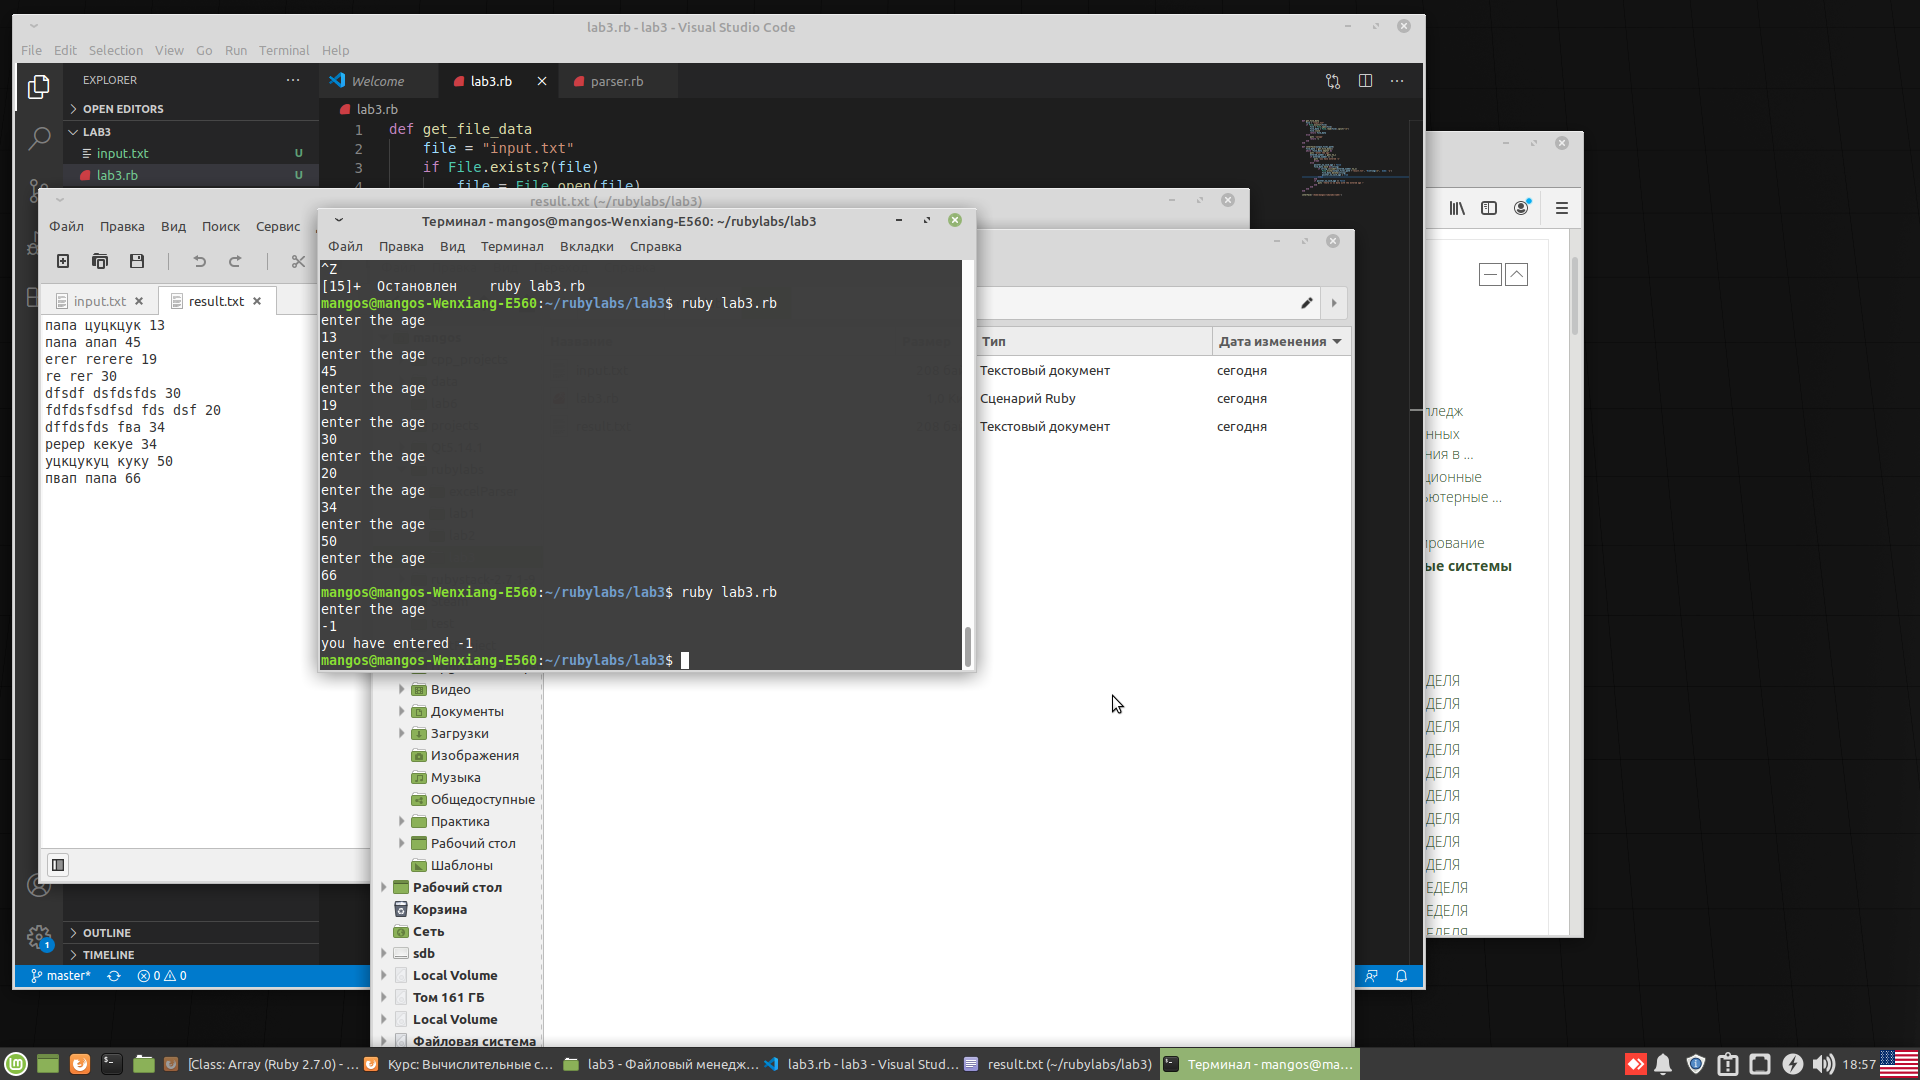 lab3.rb - lab3 - Visual Studio Code
File Edit Selection View Go Run Terminal Help
EXPLORER
Welcome
lab3.rb
parser.rb
OPEN EDITORS
lab3.rb
LAB3
1 def get_file_data
input.txt U
2 file = "input.txt"
lab3.rb U
3 if File.exists?(file)
4 file = File.open(file)
result.txt (~/rubylabs/lab3)
Файл Правка Вид Поиск Сервис
input.txt
result.txt
папа цуцкцук 13
папа апап 45
erer rerere 19
re rer 30
dfsdf dsfdsfds 30
fdfdsfsdfsd fds dsf 20
dffdsfds fва 34
ререр кекуе 34
уцкцукуц куку 50
пвап папа 66
Терминал - mangos@mangos-Wenxiang-E560: ~/rubylabs/lab3
Файл Правка Вид Терминал Вкладки Справка
^Z
[15]+ Остановлен ruby lab3.rb
mangos@mangos-Wenxiang-E560:~/rubylabs/lab3$ ruby lab3.rb
enter the age
13
enter the age
45
enter the age
19
enter the age
30
enter the age
20
enter the age
34
enter the age
50
enter the age
66
mangos@mangos-Wenxiang-E560:~/rubylabs/lab3$ ruby lab3.rb
enter the age
-1
you have entered -1
mangos@mangos-Wenxiang-E560:~/rubylabs/lab3$
Тип Дата изменения
Текстовый документ сегодня
Сценарий Ruby сегодня
Текстовый документ сегодня
Видео
Документы
Загрузки
Изображения
Музыка
Общедоступные
Практика
Рабочий стол
Шаблоны
Рабочий стол
Корзина
Сеть
sdb
Local Volume
Том 161 ГБ
Local Volume
Файловая система
лледж
нных
ния в ...
ционные
ьютерные ...
рование
ые системы
ДЕЛЯ
ДЕЛЯ
ДЕЛЯ
ДЕЛЯ
ДЕЛЯ
ДЕЛЯ
ДЕЛЯ
ДЕЛЯ
ДЕЛЯ
ЕДЕЛЯ
ЕДЕЛЯ
ЕДЕЛЯ
OUTLINE
TIMELINE
1
master* 0 0
[Class: Array (Ruby 2.7.0) -...
Курс: Вычислительные с...
lab3 - Файловый менедж...
lab3.rb - lab3 - Visual Stud...
result.txt (~/rubylabs/lab3)
Терминал - mangos@ma...
18:57